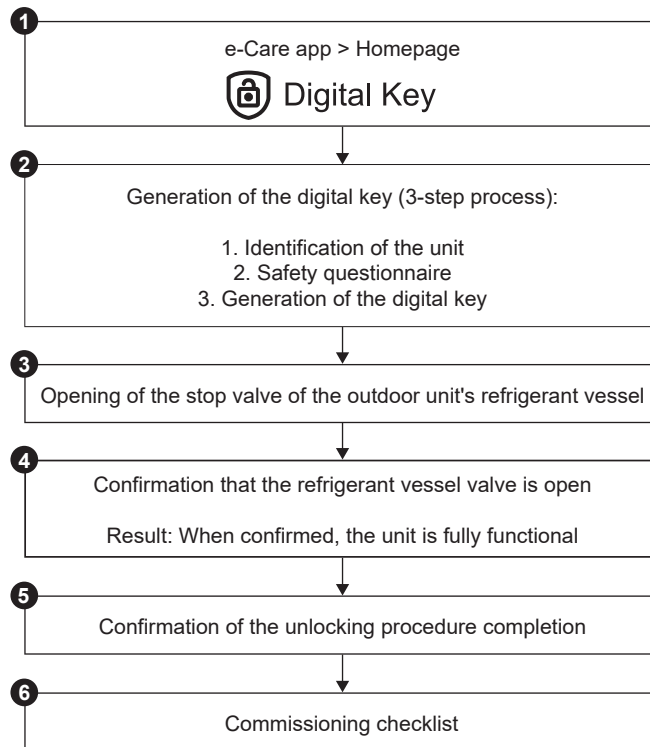 1
e-Care app > Homepage
Digital Key
2
Generation of the digital key (3-step process):
1. Identification of the unit
2. Safety questionnaire
3. Generation of the digital key
3
Opening of the stop valve of the outdoor unit's refrigerant vessel
4
Confirmation that the refrigerant vessel valve is open
Result: When confirmed, the unit is fully functional
5
Confirmation of the unlocking procedure completion
6
Commissioning checklist